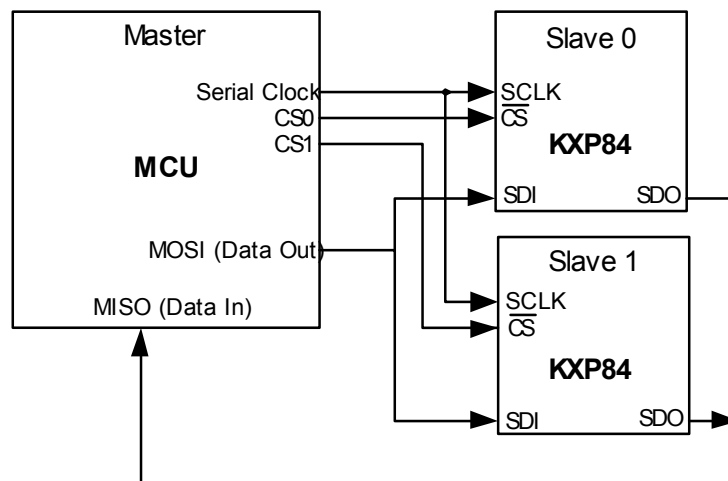 Master
Serial Clock
CS0
CS1
MCU
MOSI (Data Out)
MISO (Data In)
Slave 0
SCLK
CS
KXP84
SDI SDO
Slave 1
SCLK
CS
KXP84
SDI SDO